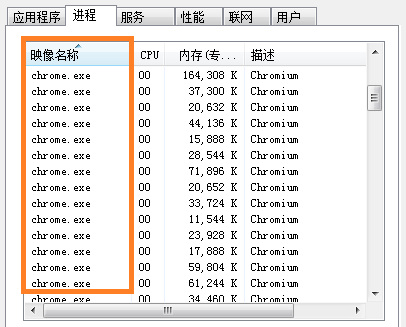 应用程序 进程 服务 性能 联网 用户
映像名称 CPU 内存(专... 描述
chrome.exe 00 164,308 K Chromium
chrome.exe 00 37,300 K Chromium
chrome.exe 00 20,632 K Chromium
chrome.exe 00 44,136 K Chromium
chrome.exe 00 15,888 K Chromium
chrome.exe 00 28,544 K Chromium
chrome.exe 00 71,896 K Chromium
chrome.exe 00 20,652 K Chromium
chrome.exe 00 33,724 K Chromium
chrome.exe 00 11,544 K Chromium
chrome.exe 00 23,928 K Chromium
chrome.exe 00 17,888 K Chromium
chrome.exe 00 59,804 K Chromium
chrome.exe 00 61,244 K Chromium
chrome.exe 00 34,460 K Chromium